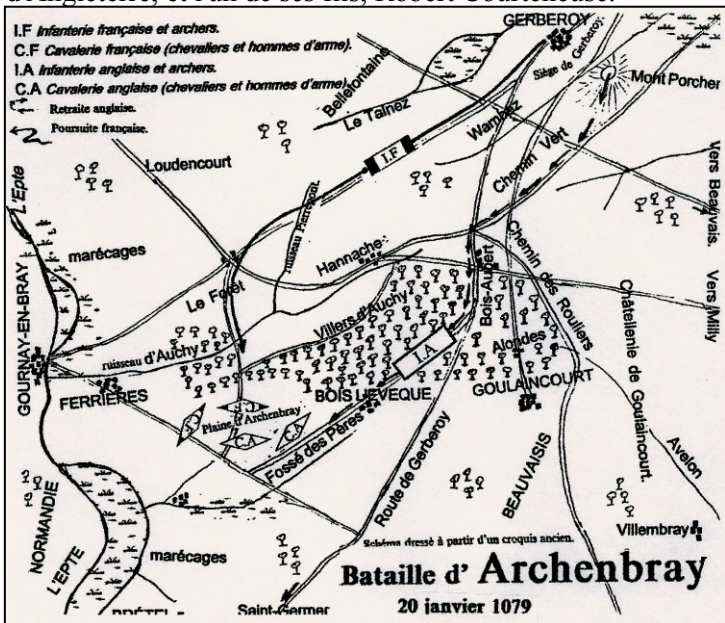 d'Angleterre, et l'un de ses fils, Robert Courteheuse.
I.F Infanterie française et archers.
C.F Cavalerie française (chevaliers et hommes d'arme).
I.A Infanterie anglaise et archers.
C.A Cavalerie anglaise (chevaliers et hommes d'arme)
Retraite anglaise.
Poursuite française.
GERBEROY
Siège de Gerberoy.
Mont Porcher
Bellefontaine
Le Tainez
Wambez
Loudencourt
I.F
Chemin Vert
Vers Beauvais.
L'Epte
marécages
ruisseau Pierrepont.
Hannache
Chemin des Rouliers
Vers Milly
Le Forêt
Bois-Aubert
GOURNAY-EN-BRAY
Villers d'Auchy
Châtellenie de Goulaincourt.
ruisseau d'Auchy
I.A
Alondes
FERRIÈRES
BOIS L'EVEQUE
GOULAINCOURT
Plaine d'Archenbray
C.A
C.A
Fossé des Pères
Route de Gerberoy
BEAUVAISIS
Avelon
NORMANDIE
L'EPTE
Villembray
marécages
Schéma dressé à partir d'un croquis ancien.
Bataille d' Archenbray
20 janvier 1079
Saint-Germer